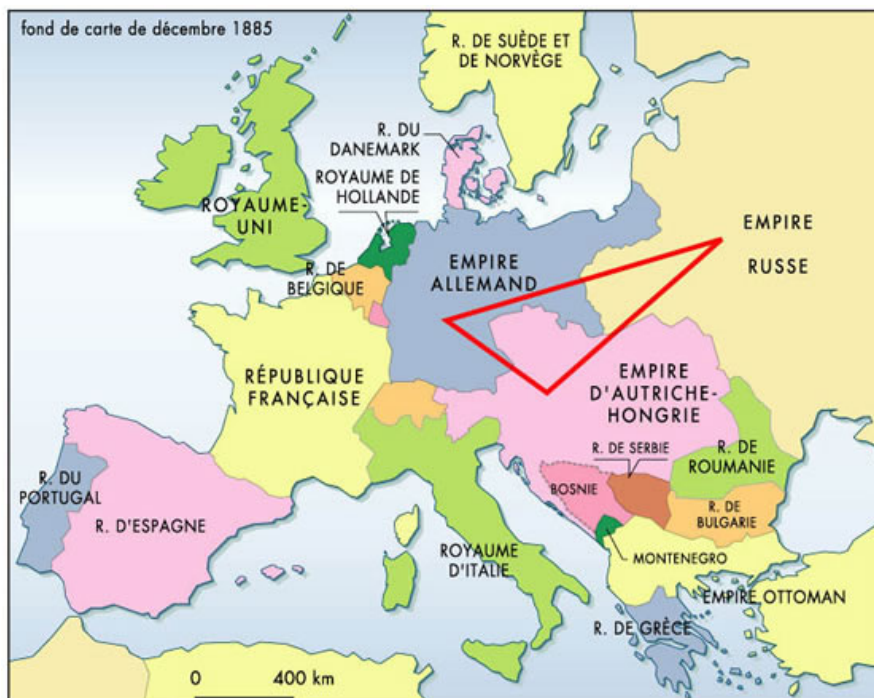 fond de carte de décembre 1885
R. DE SUÈDE ET
DE NORVÈGE
R. DU
DANEMARK
ROYAUME DE
HOLLANDE
ROYAUME-
UNI
EMPIRE
RUSSE
R. DE
BELGIQUE
EMPIRE
ALLEMAND
RÉPUBLIQUE
FRANÇAISE
EMPIRE
D'AUTRICHE-
HONGRIE
R. DE SERBIE
R. DE
ROUMANIE
R. DU
PORTUGAL
BOSNIE
R. D'ESPAGNE
R. DE
BULGARIE
ROYAUME
D'ITALIE
MONTENEGRO
EMPIRE OTTOMAN
R. DE GRÈCE
0 400 km